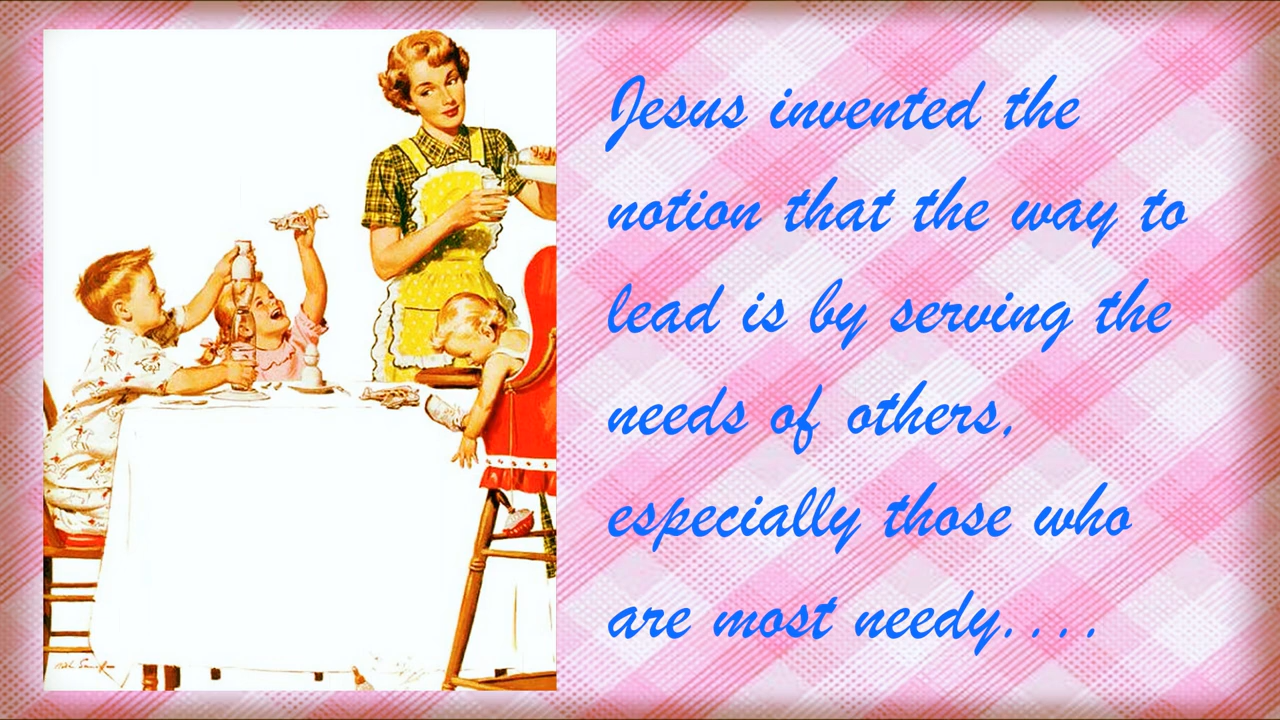 Jesus invented the
notion that the way to
lead is by serving the
needs of others,
especially those who
are most needy....